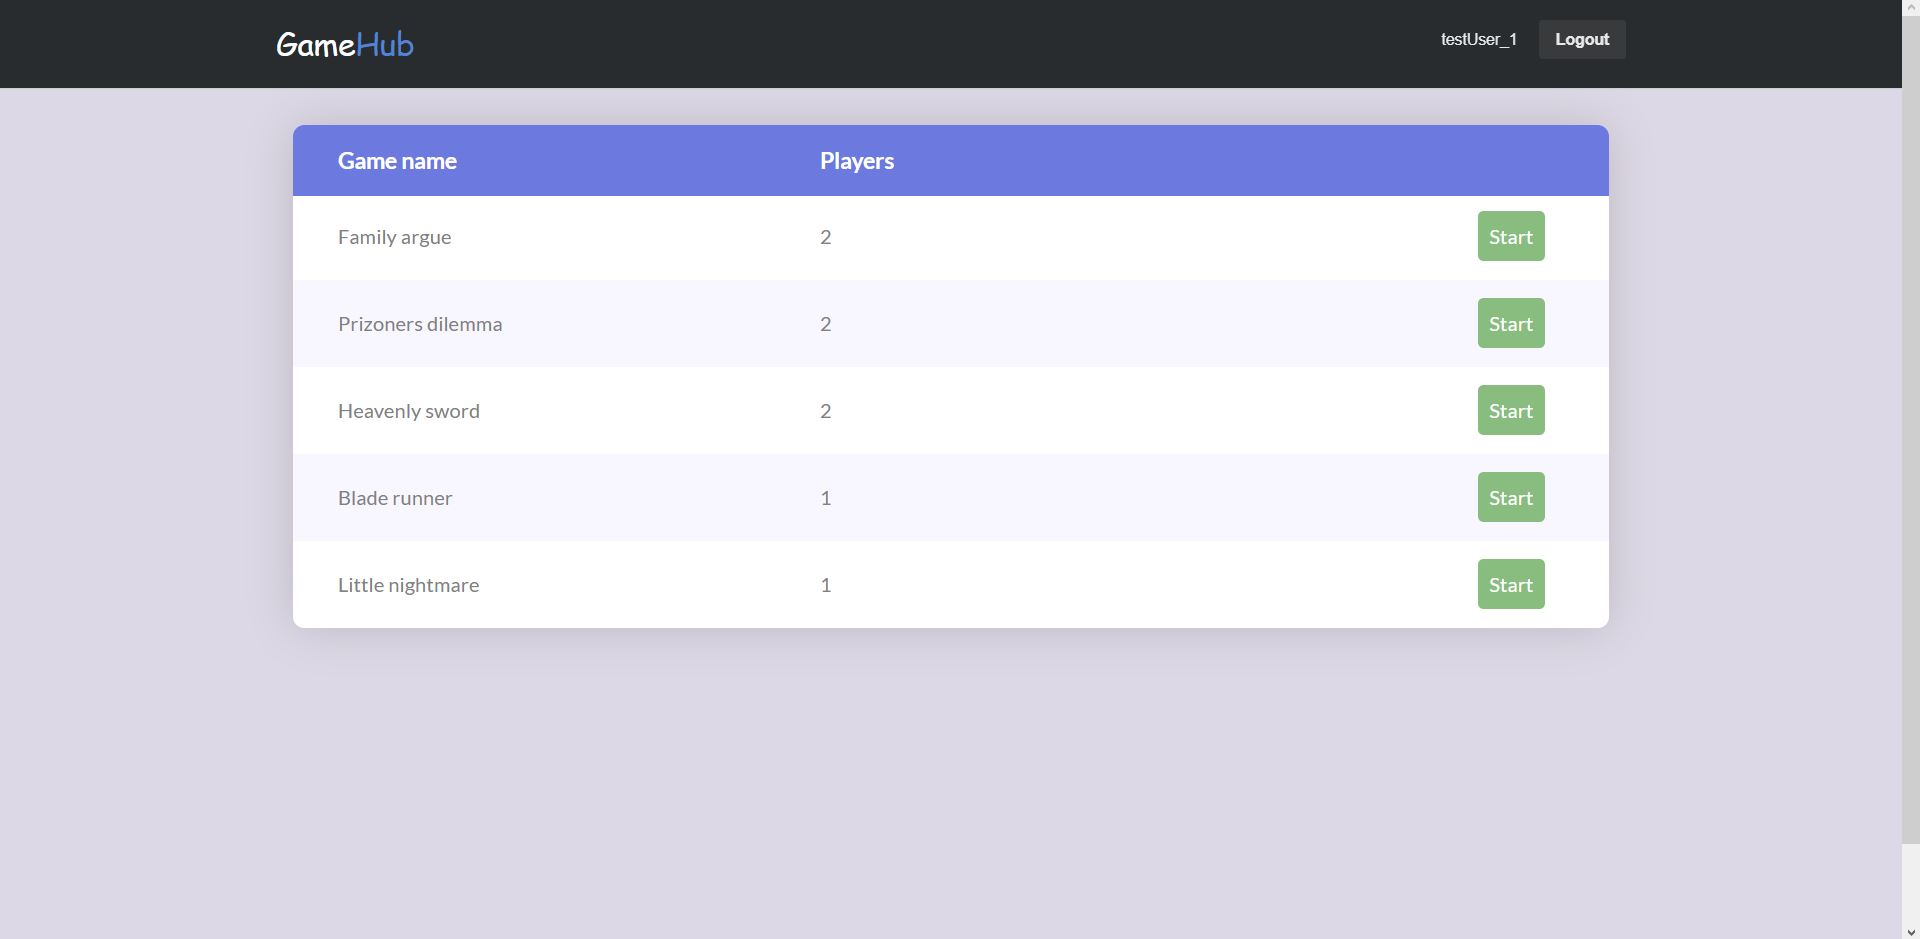 GameHub testUser_1 Logout
Game name Players
Family argue 2 Start
Prizoners dilemma 2 Start
Heavenly sword 2 Start
Blade runner 1 Start
Little nightmare 1 Start